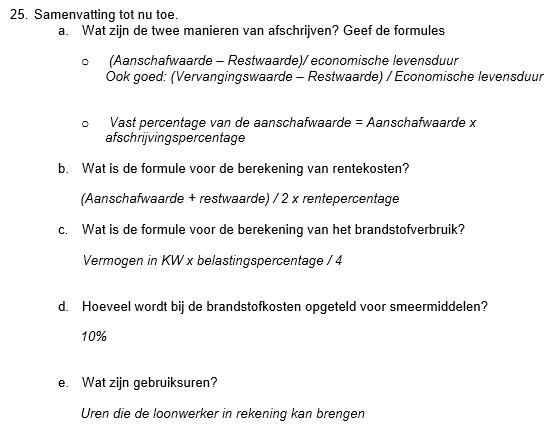 25. Samenvatting tot nu toe.
a. Wat zijn de twee manieren van afschrijven? Geef de formules
o (Aanschafwaarde – Restwaarde)/ economische levensduur
Ook goed: (Vervangingswaarde – Restwaarde) / Economische levensduur
o Vast percentage van de aanschafwaarde = Aanschafwaarde x
afschrijvingspercentage
b. Wat is de formule voor de berekening van rentekosten?
(Aanschafwaarde + restwaarde) / 2 x rentepercentage
c. Wat is de formule voor de berekening van het brandstofverbruik?
Vermogen in KW x belastingspercentage / 4
d. Hoeveel wordt bij de brandstofkosten opgeteld voor smeermiddelen?
10%
e. Wat zijn gebruiksuren?
Uren die de loonwerker in rekening kan brengen